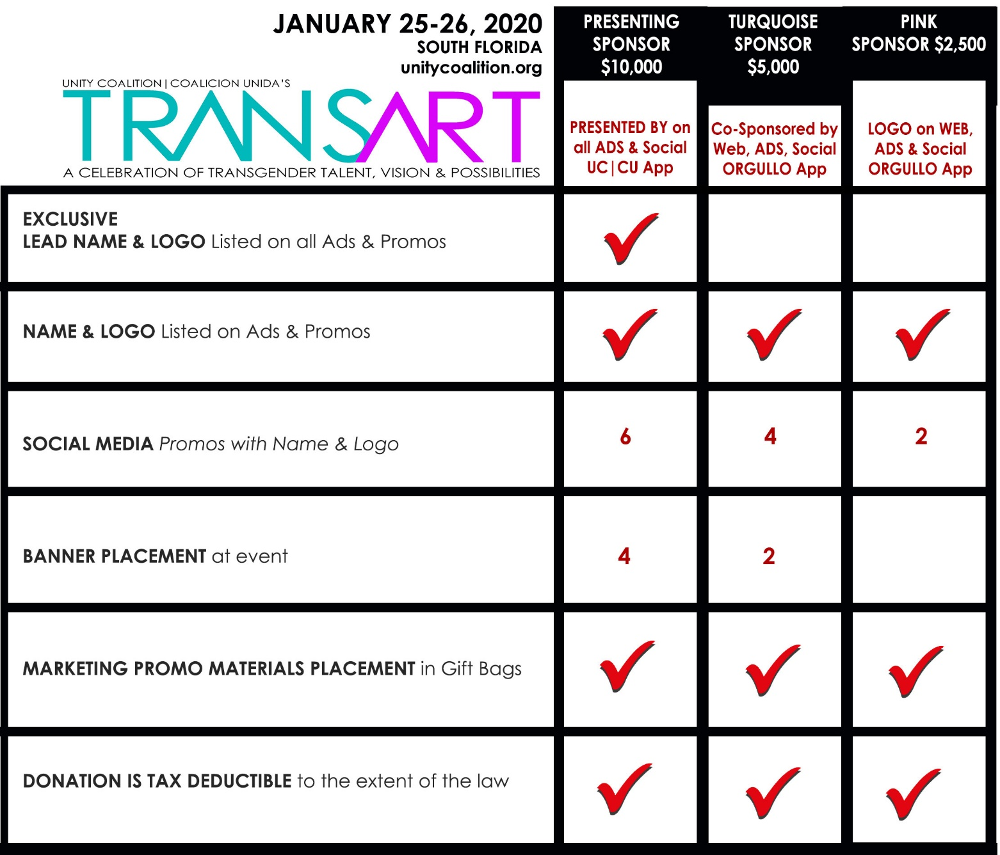 JANUARY 25-26, 2020
SOUTH FLORIDA
unitycoalition.org
UNITY COALITION|COALICION UNIDA'S
TRANSART
A CELEBRATION OF TRANSGENDER TALENT, VISION & POSSIBILITIES
PRESENTING
SPONSOR
$10,000
TURQUOISE
SPONSOR
$5,000
PINK
SPONSOR $2,500
PRESENTED BY on
all ADS & Social
UC|CU App
Co-Sponsored by
Web, ADS, Social
ORGULLO App
LOGO on WEB,
ADS & Social
ORGULLO App
EXCLUSIVE
LEAD NAME & LOGO Listed on all Ads & Promos
NAME & LOGO Listed on Ads & Promos
SOCIAL MEDIA Promos with Name & Logo
6
4
2
BANNER PLACEMENT at event
4
2
MARKETING PROMO MATERIALS PLACEMENT in Gift Bags
DONATION IS TAX DEDUCTIBLE to the extent of the law